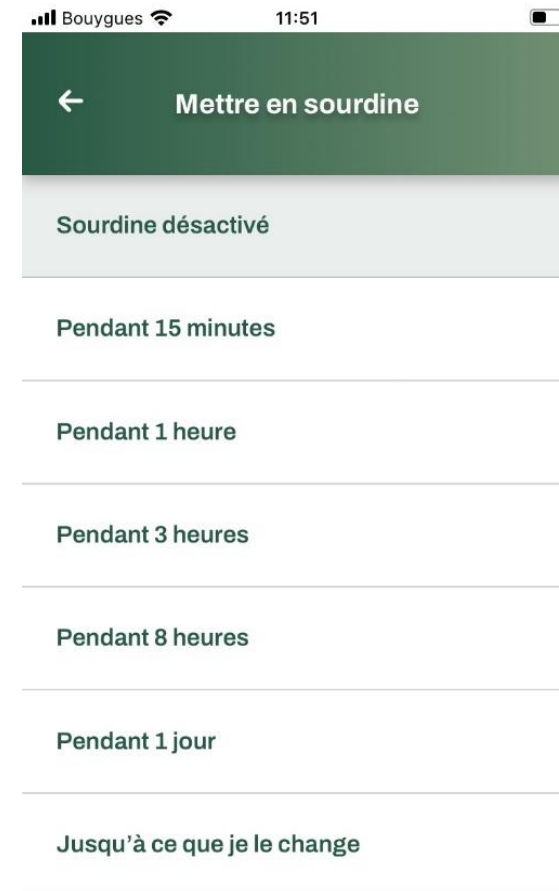 Bouygues 11:51
Mettre en sourdine
Sourdine désactivé
Pendant 15 minutes
Pendant 1 heure
Pendant 3 heures
Pendant 8 heures
Pendant 1 jour
Jusqu'à ce que je le change